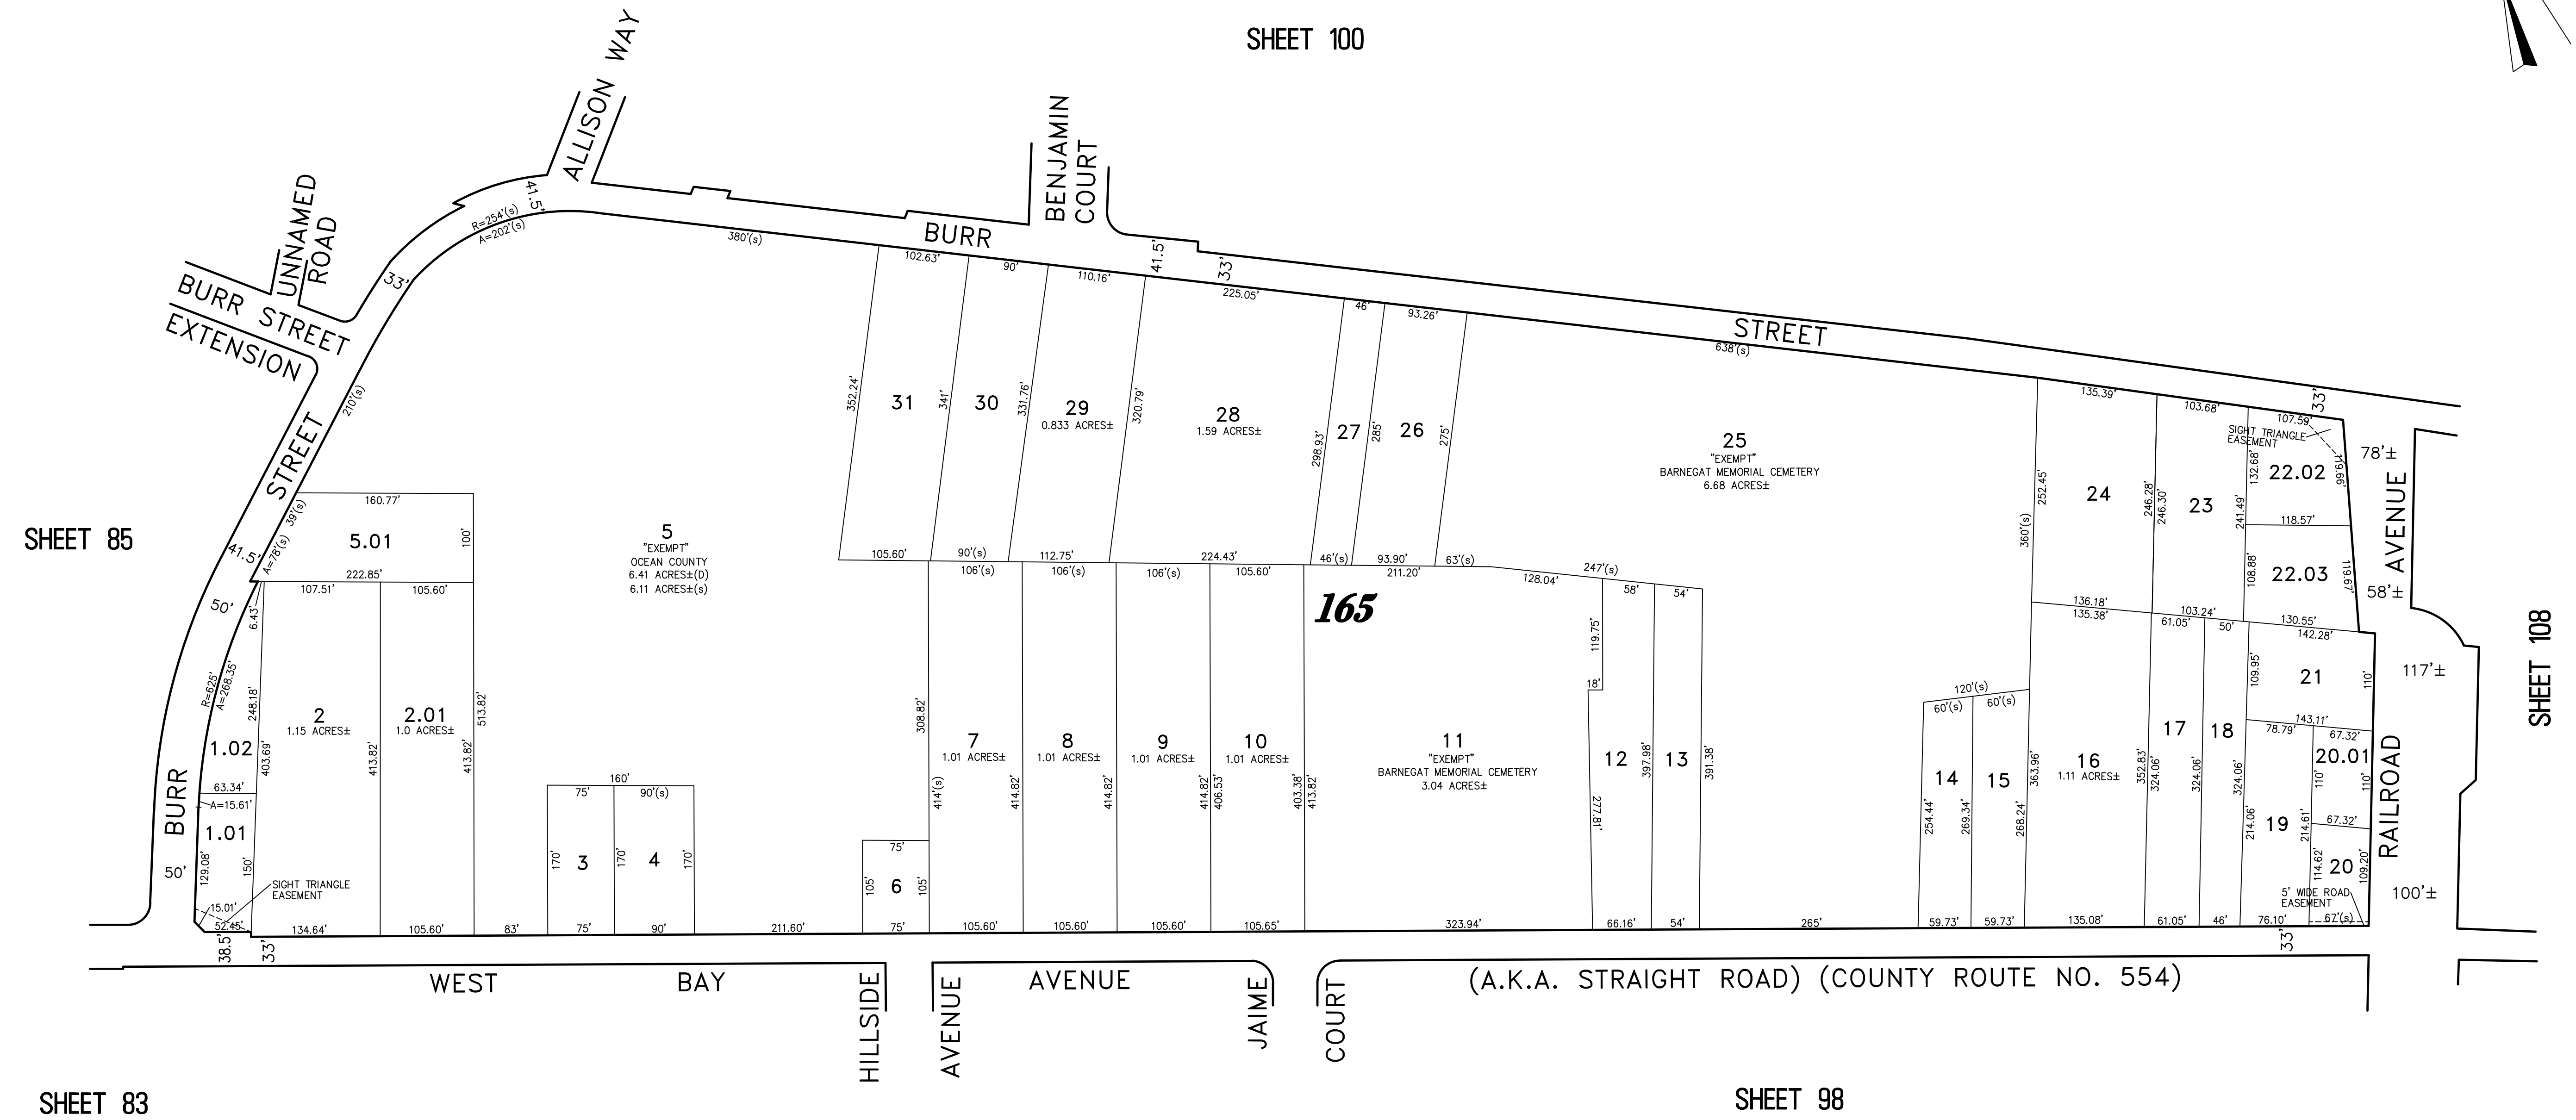 SHEET 100
ALLISON WAY
BENJAMIN
COURT
UNNAMED
ROAD
BURR STREET
EXTENSION
41.5'
R=254'(s)
A=202'(s)
33'
380'(s)
BURR
41.5'
33'
STREET
638'(s)
33'
102.63'
90'
110.16'
225.05'
46'
93.26'
135.39'
103.68'
107.59'
SIGHT TRIANGLE
EASEMENT
78'±
AVENUE
58'±
SHEET 85
210'(s)
STREET
39'(s)
A=78'(s)
41.5'
50'
160.77'
5.01
100'
222.85'
5
"EXEMPT"
OCEAN COUNTY
6.41 ACRES±(D)
6.11 ACRES±(s)
352.24'
31
341'
30
331.76'
29
0.833 ACRES±
320.79'
28
1.59 ACRES±
298.93'
27
285'
26
275'
25
"EXEMPT"
BARNEGAT MEMORIAL CEMETERY
6.68 ACRES±
360'(s)
252.45'
24
246.28'
246.30'
23
241.49'
132.68'
22.02
119.66'
118.57'
108.88'
22.03
119.67'
105.60'
90'(s)
112.75'
224.43'
46'(s)
93.90'
63'(s)
247'(s)
106'(s)
106'(s)
106'(s)
105.60'
211.20'
128.04'
58'
54'
165
136.18'
135.38'
103.24'
61.05'
50'
130.55'
142.28'
SHEET 108
117'±
107.51'
105.60'
6.43'
R=625'
A=268.35'
248.18'
1.02
403.69'
2
1.15 ACRES±
413.82'
2.01
1.0 ACRES±
413.82'
513.82'
63.34'
A=15.61'
1.01
129.08'
150'
15.01'
52.45'
SIGHT TRIANGLE
EASEMENT
BURR
50'
160'
75'
90'(s)
170'
3
170'
4
170'
308.82'
414'(s)
75'
105'
6
105'
7
1.01 ACRES±
414.82'
8
1.01 ACRES±
414.82'
9
1.01 ACRES±
414.82'
406.53'
10
1.01 ACRES±
403.38'
413.82'
11
"EXEMPT"
BARNEGAT MEMORIAL CEMETERY
3.04 ACRES±
119.75'
18'
277.81'
12
397.98'
13
391.38'
120'(s)
60'(s)
60'(s)
254.44'
14
269.34'
15
268.24'
363.96'
16
1.11 ACRES±
352.83'
324.06'
17
324.06'
18
324.06'
109.95'
21
110'
143.11'
78.79'
67.32'
20.01
110'
110'
214.06'
19
214.61'
67.32'
20
114.62'
109.20'
5' WIDE ROAD
EASEMENT
RAILROAD
100'±
134.64'
105.60'
83'
75'
90'
211.60'
75'
105.60'
105.60'
105.60'
105.65'
323.94'
66.16'
54'
265'
59.73'
59.73'
135.08'
61.05'
46'
76.10'
67'(s)
38.5'
33'
33'
WEST BAY AVENUE (A.K.A. STRAIGHT ROAD) (COUNTY ROUTE NO. 554)
HILLSIDE
AVENUE
JAIME
COURT
SHEET 83
SHEET 98